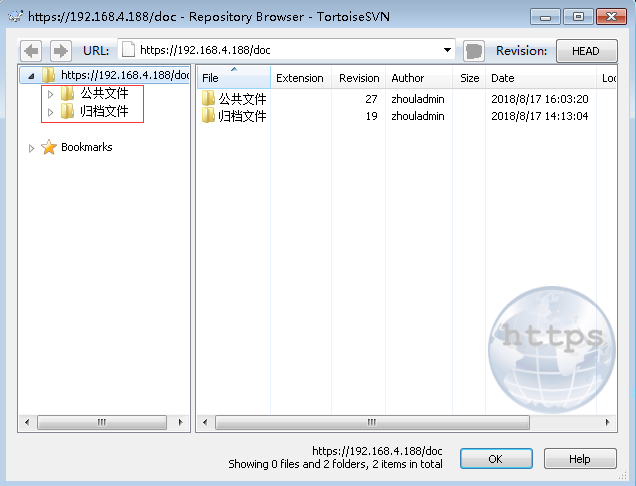 https://192.168.4.188/doc - Repository Browser - TortoiseSVN
URL: https://192.168.4.188/doc Revision: HEAD
https://192.168.4.188/doc
公共文件
归档文件
Bookmarks
File Extension Revision Author Size Date Loc
公共文件 27 zhouladmin 2018/8/17 16:03:20
归档文件 19 zhouladmin 2018/8/17 14:13:04
https
https://192.168.4.188/doc
Showing 0 files and 2 folders, 2 items in total
OK Help